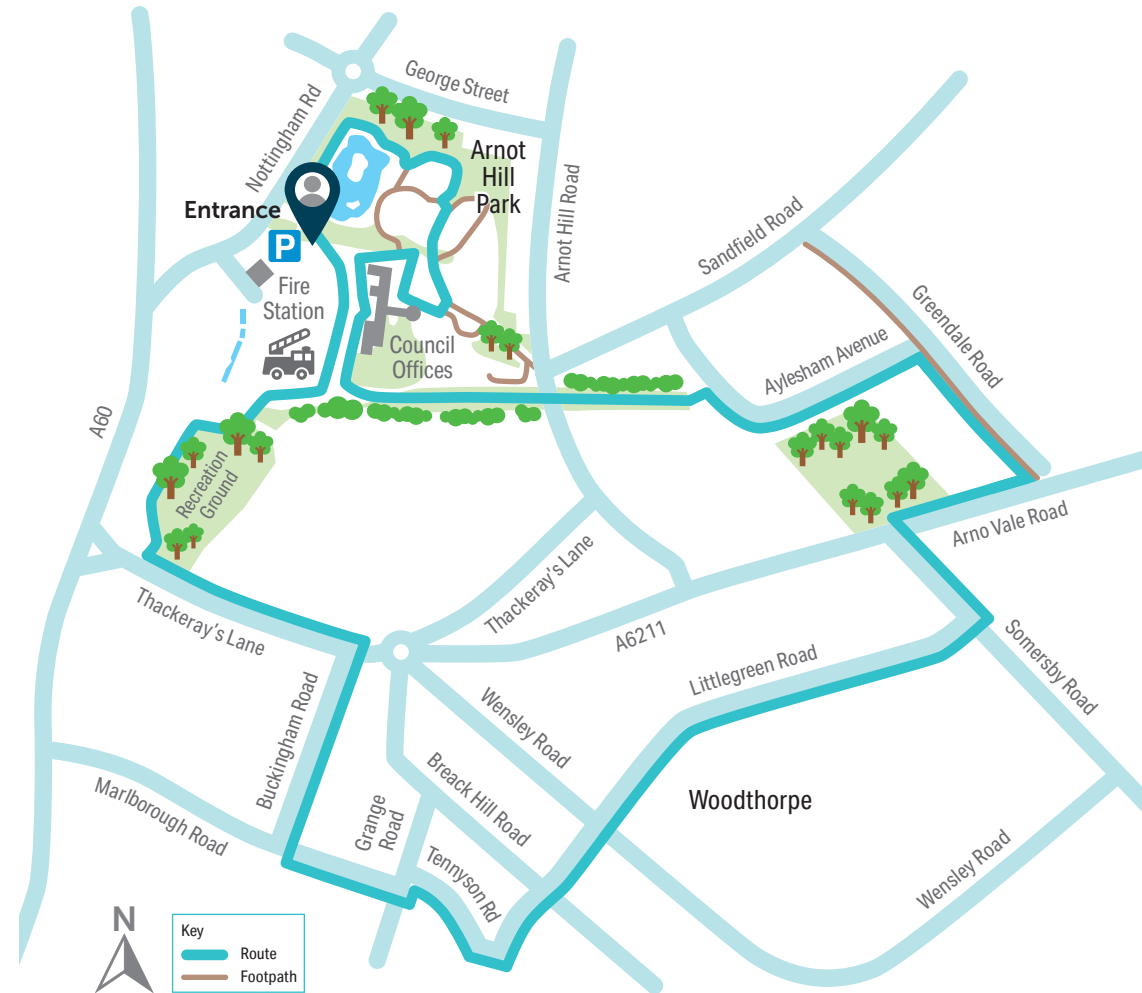 George Street
Nottingham Rd
Arnot
Hill
Park
Entrance
P
Fire
Station
Council
Offices
Arnot Hill Road
Sandfield Road
Greendale Road
Aylesham Avenue
A60
Recreation
Ground
Arno Vale Road
Thackeray's Lane
Thackeray's Lane
A6211
Somersby Road
Littlegreen Road
Buckingham Road
Wensley Road
Breack Hill Road
Marlborough Road
Grange
Road
Tennyson Rd
Woodthorpe
Wensley Road
N
Key
Route
Footpath